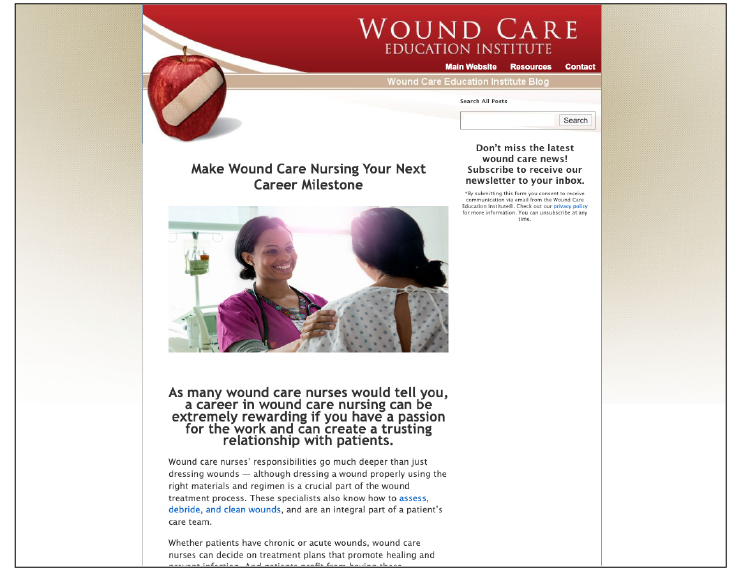 WOUND CARE
EDUCATION INSTITUTE
Main Website Resources Contact
Wound Care Education Institute Blog
Search All Posts
Search
Don't miss the latest
wound care news!
Subscribe to receive our
newsletter to your inbox.
*By submitting this form you consent to receive
communication via email from the Wound Care
Education Institute®. Check out our privacy policy
for more information. You can unsubscribe at any
time.
Make Wound Care Nursing Your Next
Career Milestone
As many wound care nurses would tell you,
a career in wound care nursing can be
extremely rewarding if you have a passion
for the work and can create a trusting
relationship with patients.
Wound care nurses' responsibilities go much deeper than just
dressing wounds — although dressing a wound properly using the
right materials and regimen is a crucial part of the wound
treatment process. These specialists also know how to assess,
debride, and clean wounds, and are an integral part of a patient's
care team.
Whether patients have chronic or acute wounds, wound care
nurses can decide on treatment plans that promote healing and